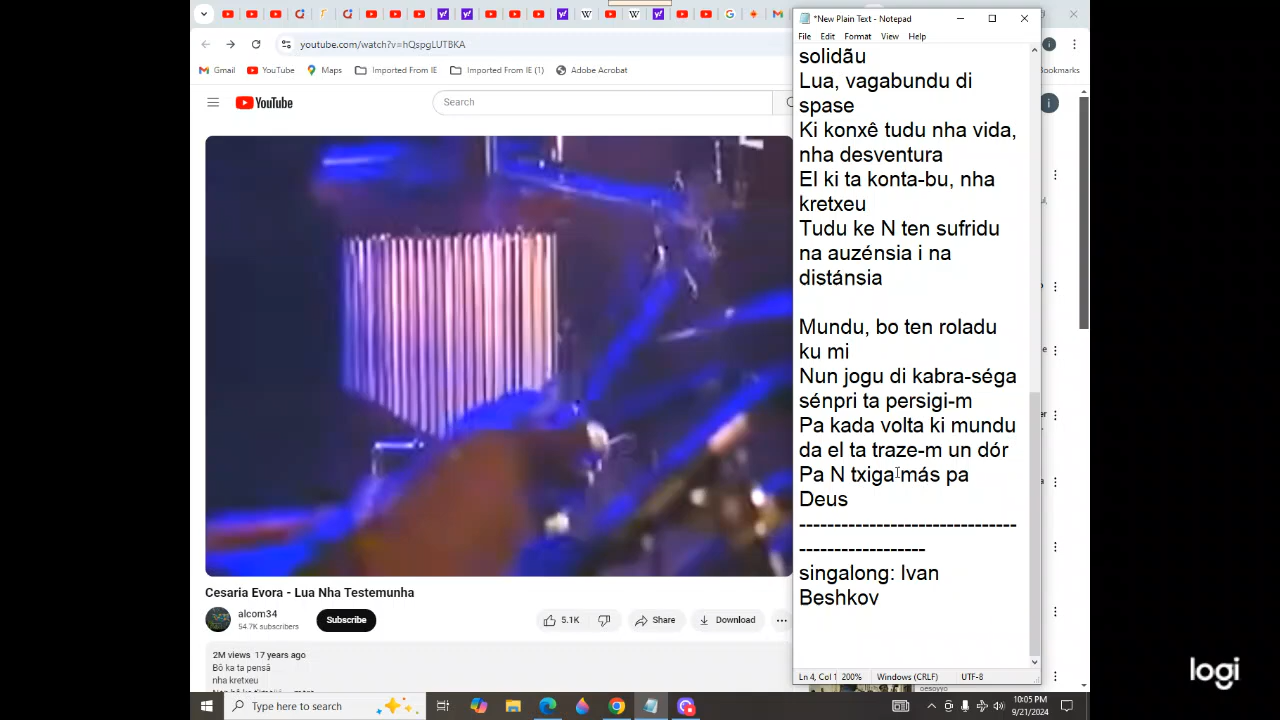 *New Plain Text - Notepad
youtube.com/watch?v=hQspgLUTBKA
File Edit Format View Help
Gmail YouTube Maps Imported From IE Imported From IE (1) Adobe Acrobat
Bookmarks
YouTube
Search
solidãu
Lua, vagabundu di
spase
Ki konxê tudu nha vida,
nha desventura
El ki ta konta-bu, nha
kretxeu
Tudu ke N ten sufridu
na auzénsia i na
distánsia
Mundu, bo ten roladu
ku mi
Nun jogu di kabra-séga
sénpri ta persigi-m
Pa kada volta ki mundu
da el ta traze-m un dór
Pa N txiga más pa
Deus
--------------------------------
-------------------
singalong: Ivan
Beshkov
Cesaria Evora - Lua Nha Testemunha
alcom34
54.7K subscribers
Subscribe
5.1K
Share
Download
2M views 17 years ago
Bô ka ta pensâ
nha kretxeu
Ln 4, Col 1 200% Windows (CRLF) UTF-8
logi
Type here to search
10:05 PM
9/21/2024